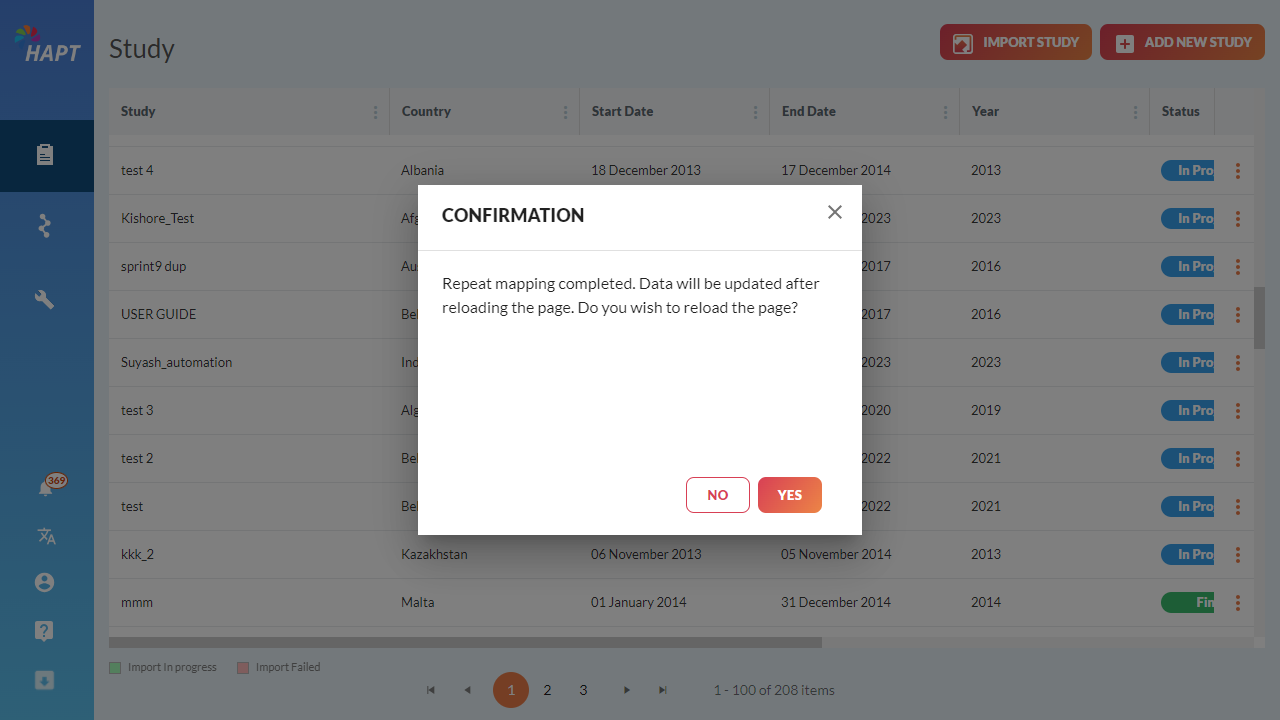 HAPT
Study
IMPORT STUDY
ADD NEW STUDY
Study Country Start Date End Date Year Status
test 4 Albania 18 December 2013 17 December 2014 2013 In Pro
Kishore_Test Afg 2023 2023 In Pro
sprint9 dup Au 2017 2016 In Pro
USER GUIDE Bel 2017 2016 In Pro
Suyash_automation Ind 2023 2023 In Pro
test 3 Alg 2020 2019 In Pro
test 2 Bel 2022 2021 In Pro
test Bel 2022 2021 In Pro
kkk_2 Kazakhstan 06 November 2013 05 November 2014 2013 In Pro
mmm Malta 01 January 2014 31 December 2014 2014 Fin
CONFIRMATION
Repeat mapping completed. Data will be updated after
reloading the page. Do you wish to reload the page?
NO YES
369
Import In progress Import Failed
1 2 3 1 - 100 of 208 items